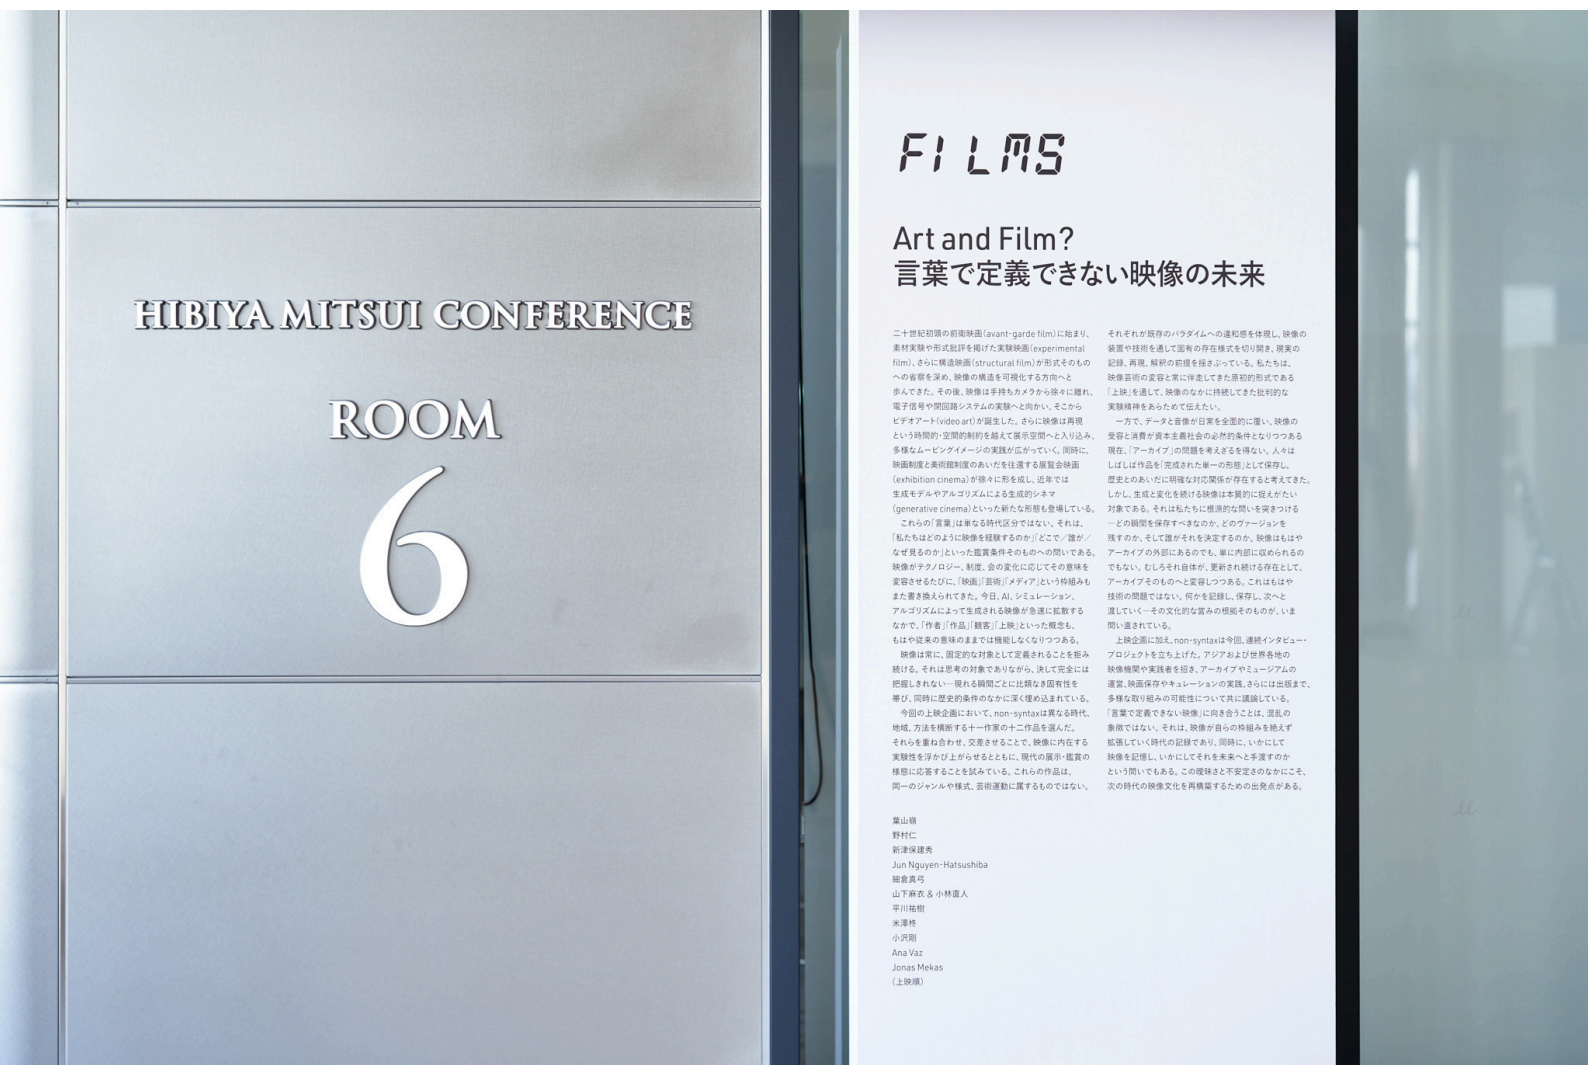 HIBIYA MITSUI CONFERENCE
ROOM
6
FILMS
Art and Film?
言葉で定義できない映像の未来
二十世紀初頭の前衛映画(avant-garde film)に始まり、
素材実験や形式批評を掲げた実験映画(experimental
film)、さらに構造映画(structural film)が形式そのもの
への省察を深め、映像の構造を可視化する方向へと
歩んできた。その後、映像は手持ちカメラから徐々に離れ、
電子信号や閉回路システムの実験へと向かい、そこから
ビデオアート(video art)が誕生した。さらに映像は再現
という時間的・空間的制約を越えて展示空間へと入り込み、
多様なムービングイメージの実践が広がっていく。同時に、
映画制度と美術館制度のあいだを往還する展覧会映画
(exhibition cinema)が徐々に形を成し、近年では
生成モデルやアルゴリズムによる生成的シネマ
(generative cinema)といった新たな形態も登場している。
これらの「言葉」は単なる時代区分ではない。それは、
「私たちはどのように映像を経験するのか」「どこで／誰が／
なぜ見るのか」といった鑑賞条件そのものへの問いである。
映像がテクノロジー、制度、会の変化に応じてその意味を
変容させるたびに、「映画」「芸術」「メディア」という枠組みも
また書き換えられてきた。今日、AI、シミュレーション、
アルゴリズムによって生成される映像が急速に拡散する
なかで、「作者」「作品」「観客」「上映」といった概念も、
もはや従来の意味のままでは機能しなくなりつつある。
映像は常に、固定的な対象として定義されることを拒み
続ける。それは思考の対象でありながら、決して完全には
把握しきれない―現れる瞬間ごとに比類なき固有性を
帯び、同時に歴史的条件のなかに深く埋め込まれている。
今回の上映企画において、non-syntaxは異なる時代、
地域、方法を横断する十一作家の十二作品を選んだ。
それらを重ね合わせ、交差させることで、映像に内在する
実験性を浮かび上がらせるとともに、現代の展示・鑑賞の
様態に応答することを試みている。これらの作品は、
同一のジャンルや様式、芸術運動に属するものではない。
それぞれが既存のパラダイムへの違和感を体現し、映像の
装置や技術を通して固有の存在様式を切り開き、現実の
記録、再現、解釈の前提を揺さぶっている。私たちは、
映像芸術の変容と常に伴走してきた原初的形式である
「上映」を通して、映像のなかに持続してきた批判的な
実験精神をあらためて伝えたい。
一方で、データと音像が日常を全面的に覆い、映像の
受容と消費が資本主義社会の必然的条件となりつつある
現在、「アーカイブ」の問題を考えざるを得ない。人々は
しばしば作品を「完成された単一の形態」として保存し、
歴史とのあいだに明確な対応関係が存在すると考えてきた。
しかし、生成と変化を続ける映像は本質的に捉えがたい
対象である。それは私たちに根源的な問いを突きつける
―どの瞬間を保存すべきなのか、どのヴァージョンを
残すのか、そして誰がそれを決定するのか。映像はもはや
アーカイブの外部にあるのでも、単に内部に収められるの
でもない。むしろそれ自体が、更新され続ける存在として、
アーカイブそのものへと変容しつつある。これはもはや
技術の問題ではない。何かを記録し、保存し、次へと
渡していく―その文化的な営みの根拠そのものが、いま
問い直されている。
上映企画に加え、non-syntaxは今回、連続インタビュー・
プロジェクトを立ち上げた。アジアおよび世界各地の
映像機関や実践者を招き、アーカイブやミュージアムの
運営、映画保存やキュレーションの実践、さらには出版まで、
多様な取り組みの可能性について共に議論している。
「言葉で定義できない映像」に向き合うことは、混乱の
象徴ではない。それは、映像が自らの枠組みを絶えず
拡張していく時代の記録であり、同時に、いかにして
映像を記憶し、いかにしてそれを未来へと手渡すのか
という問いでもある。この曖昧さと不安定さのなかにこそ、
次の時代の映像文化を再構築するための出発点がある。
葉山嶺
野村仁
新津保建秀
Jun Nguyen-Hatsushiba
細倉真弓
山下麻衣 & 小林直人
平川祐樹
米澤柊
小沢剛
Ana Vaz
Jonas Mekas
(上映順)